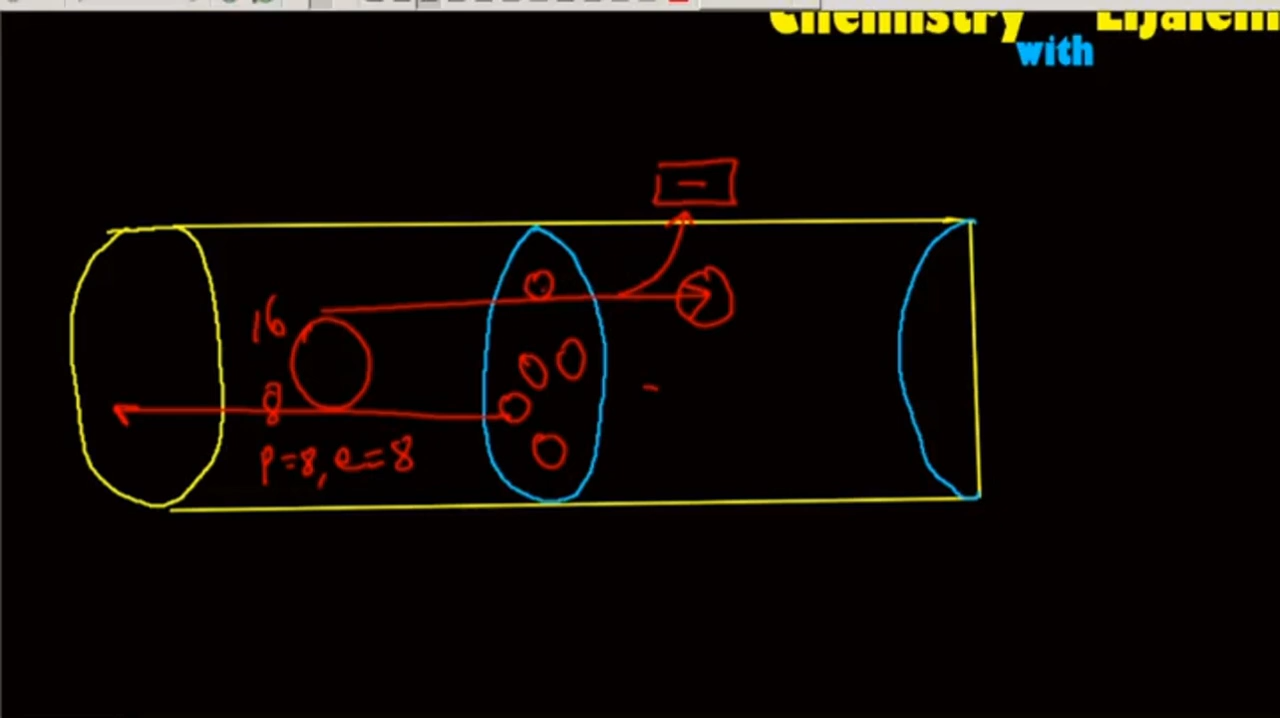 Chemistry
with
−
16
8
P=8, e=8
-